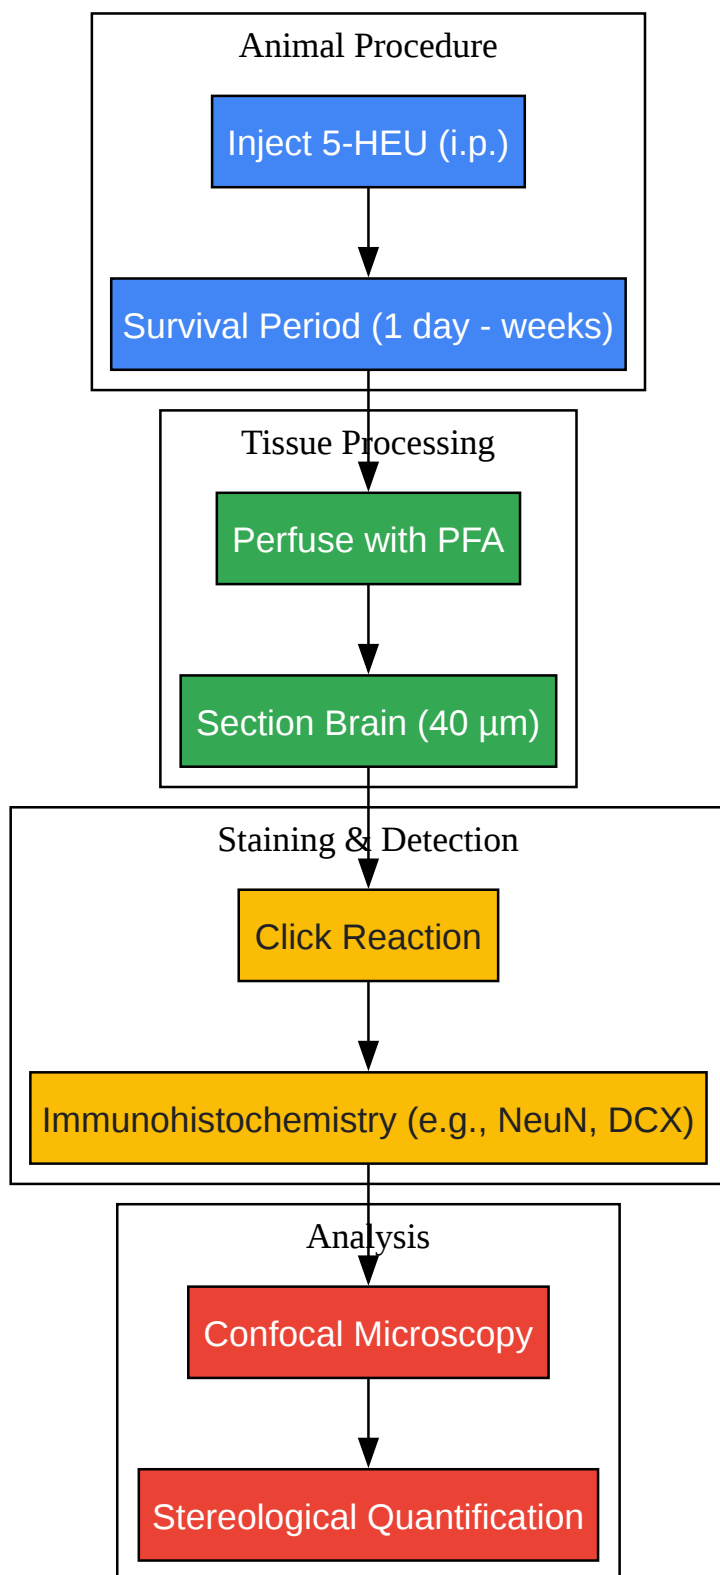 Animal Procedure
Inject 5-HEU (i.p.)
Survival Period (1 day - weeks)
Tissue Processing
Perfuse with PFA
Section Brain (40 µm)
Staining & Detection
Click Reaction
Immunohistochemistry (e.g., NeuN, DCX)
Analysis
Confocal Microscopy
Stereological Quantification